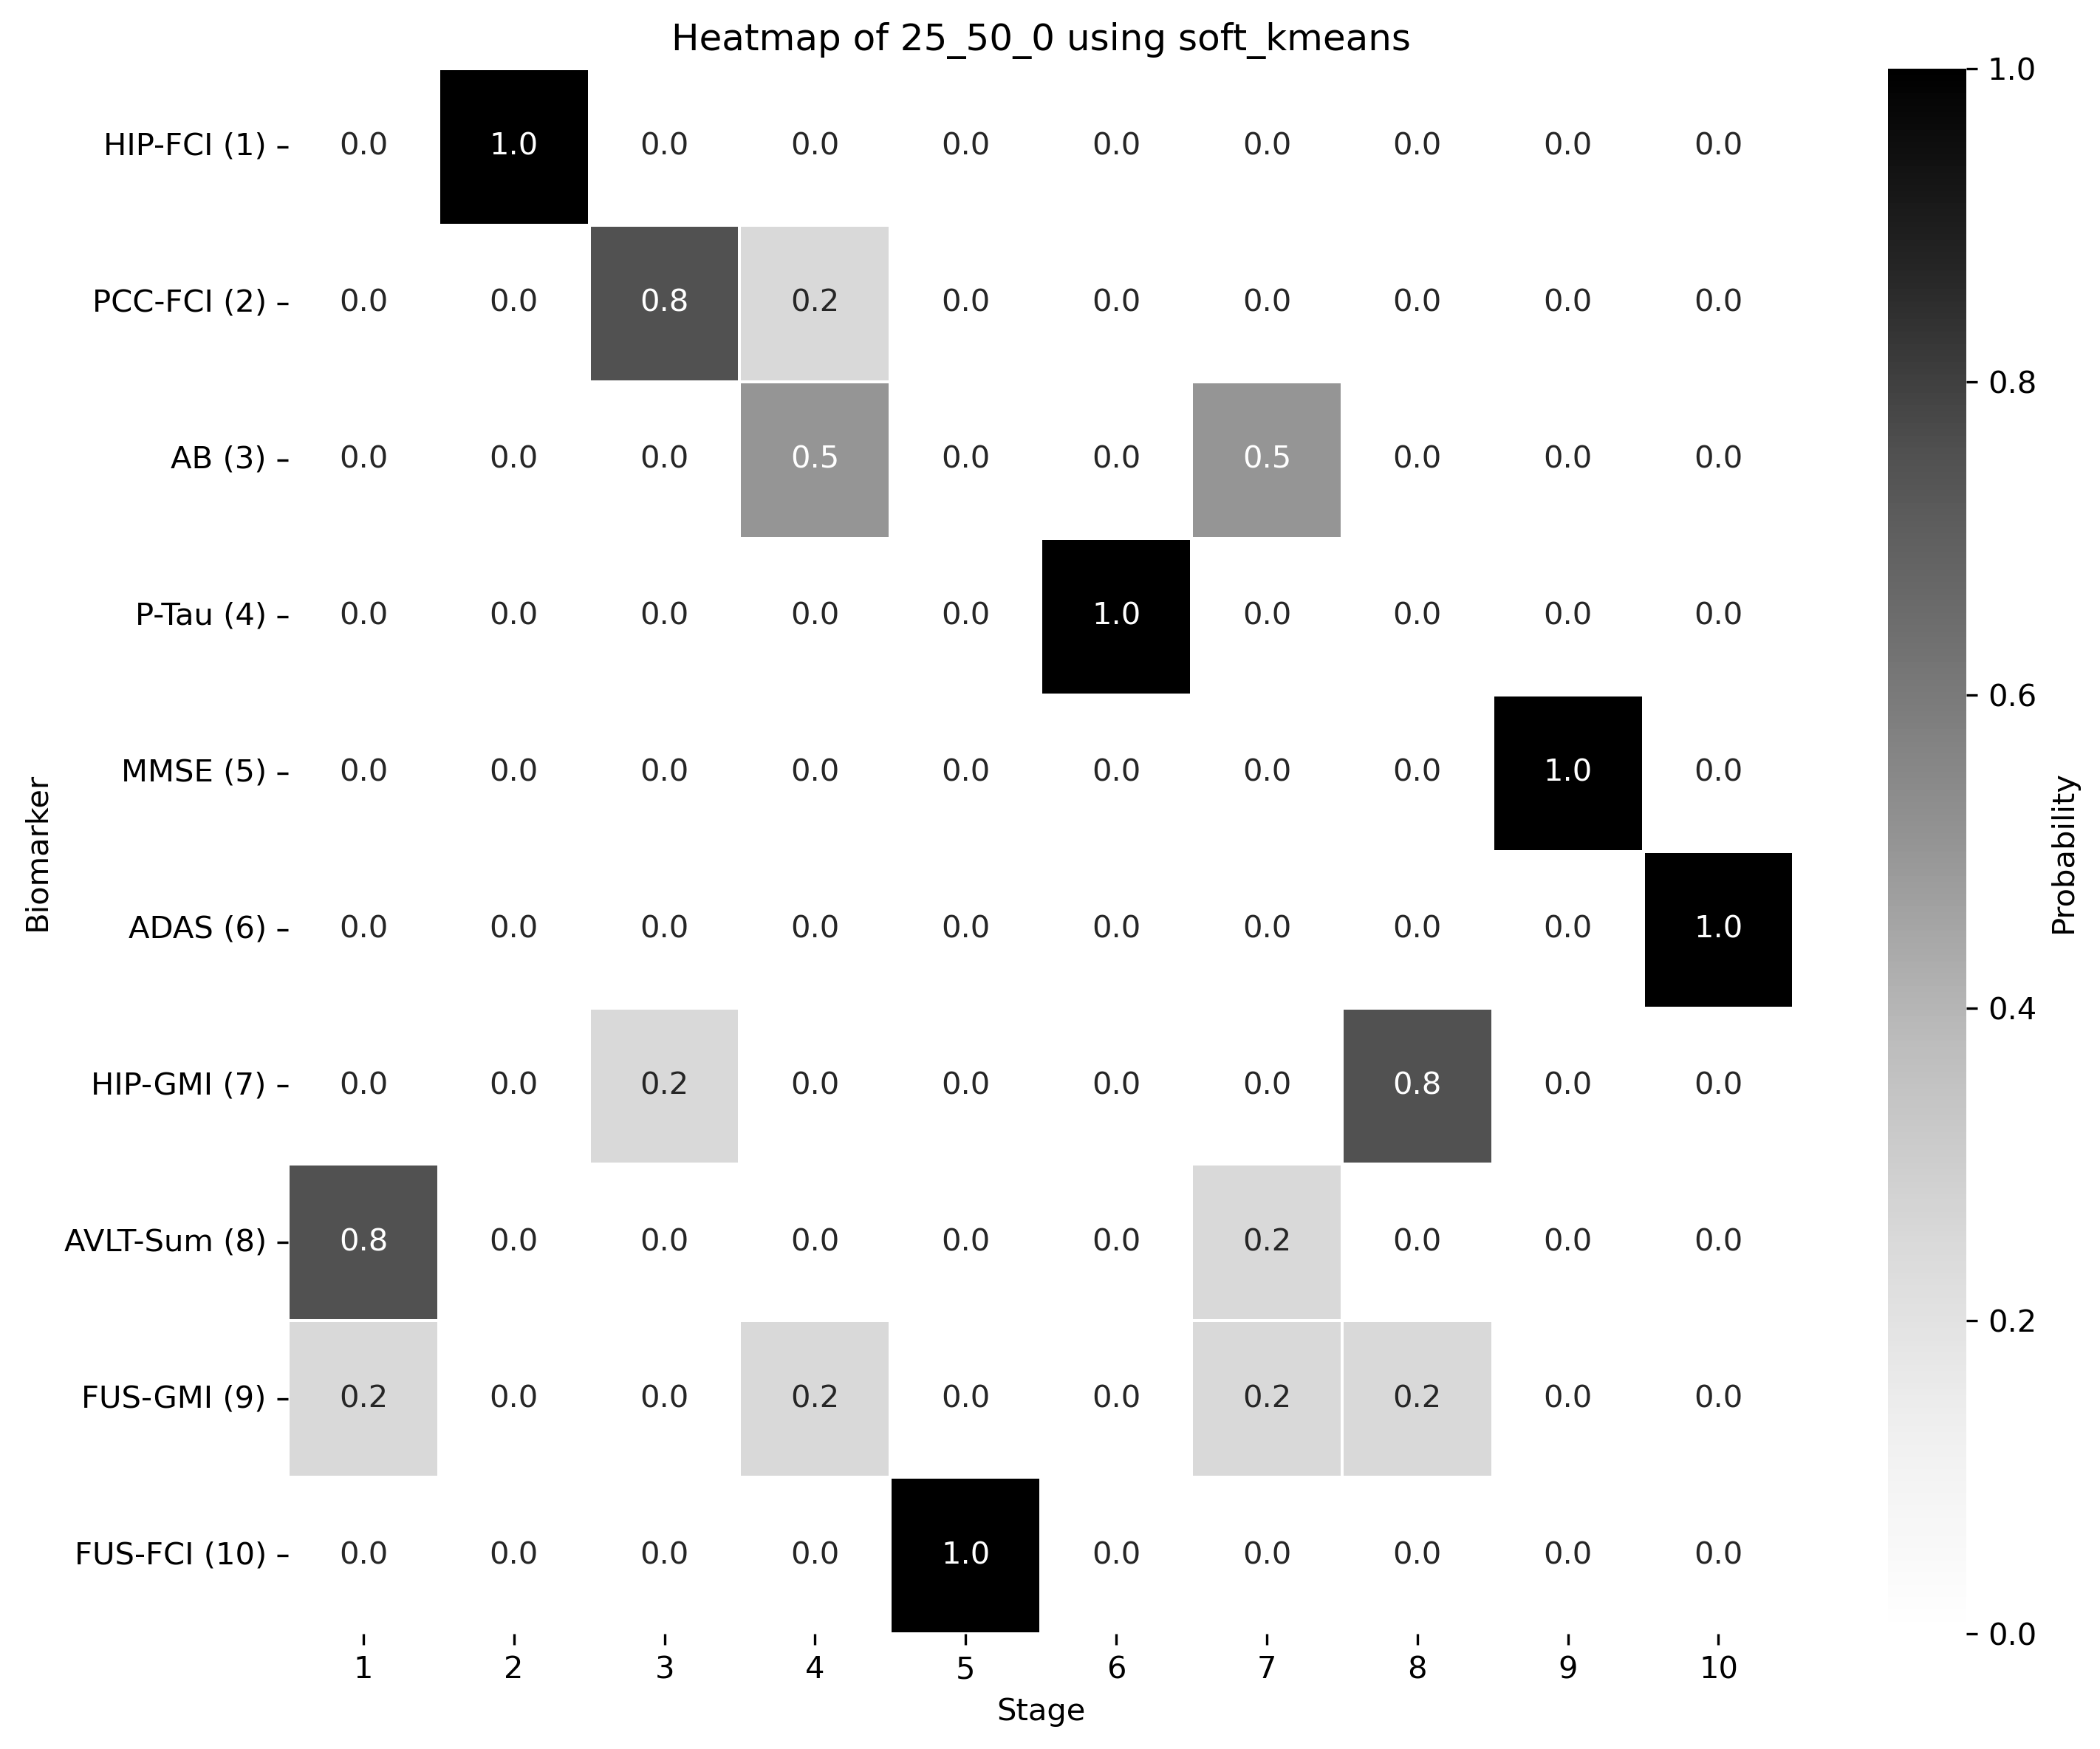 Heatmap of 25_50_0 using soft_kmeans
HIP-FCI (1) 0.0 1.0 0.0 0.0 0.0 0.0 0.0 0.0 0.0 0.0
PCC-FCI (2) 0.0 0.0 0.8 0.2 0.0 0.0 0.0 0.0 0.0 0.0
AB (3) 0.0 0.0 0.0 0.5 0.0 0.0 0.5 0.0 0.0 0.0
P-Tau (4) 0.0 0.0 0.0 0.0 0.0 1.0 0.0 0.0 0.0 0.0
MMSE (5) 0.0 0.0 0.0 0.0 0.0 0.0 0.0 0.0 1.0 0.0
ADAS (6) 0.0 0.0 0.0 0.0 0.0 0.0 0.0 0.0 0.0 1.0
HIP-GMI (7) 0.0 0.0 0.2 0.0 0.0 0.0 0.0 0.8 0.0 0.0
AVLT-Sum (8) 0.8 0.0 0.0 0.0 0.0 0.0 0.2 0.0 0.0 0.0
FUS-GMI (9) 0.2 0.0 0.0 0.2 0.0 0.0 0.2 0.2 0.0 0.0
FUS-FCI (10) 0.0 0.0 0.0 0.0 1.0 0.0 0.0 0.0 0.0 0.0
1 2 3 4 5 6 7 8 9 10
Stage
Biomarker
1.0
0.8
0.6
0.4
0.2
0.0
Probability